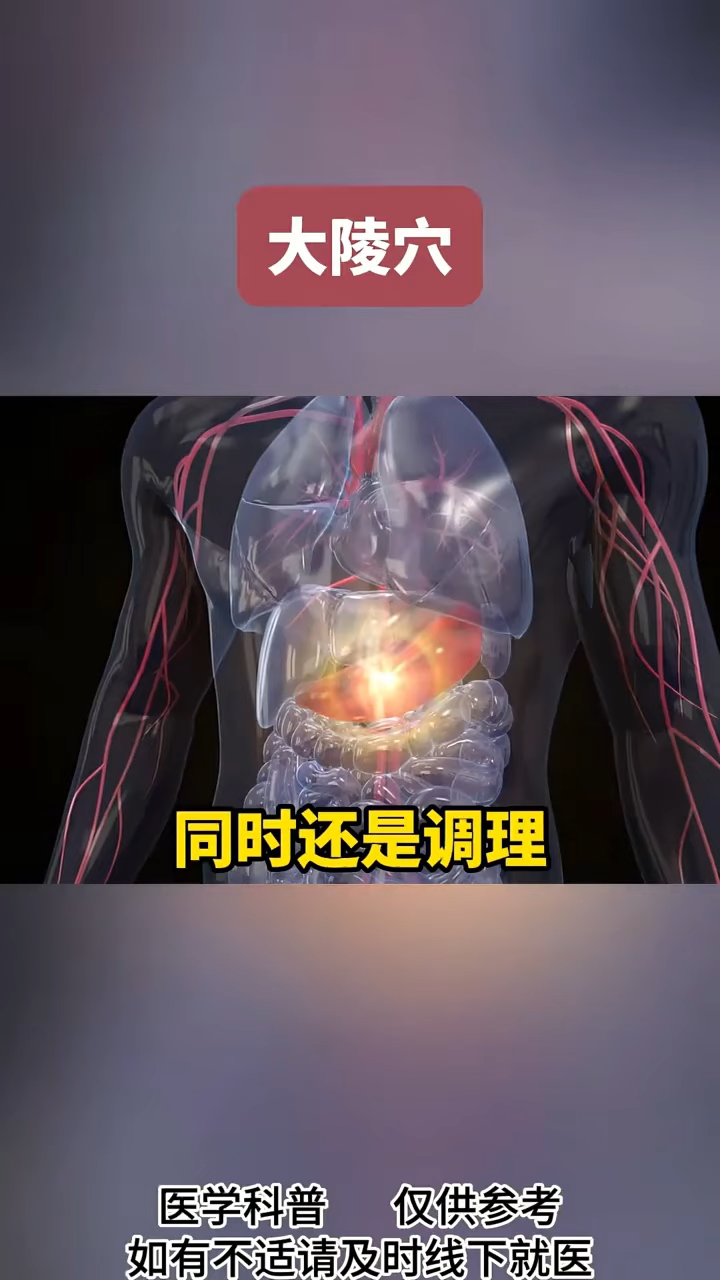 大陵穴
同时还是调理
医学科普 仅供参考
如有不适请及时线下就医